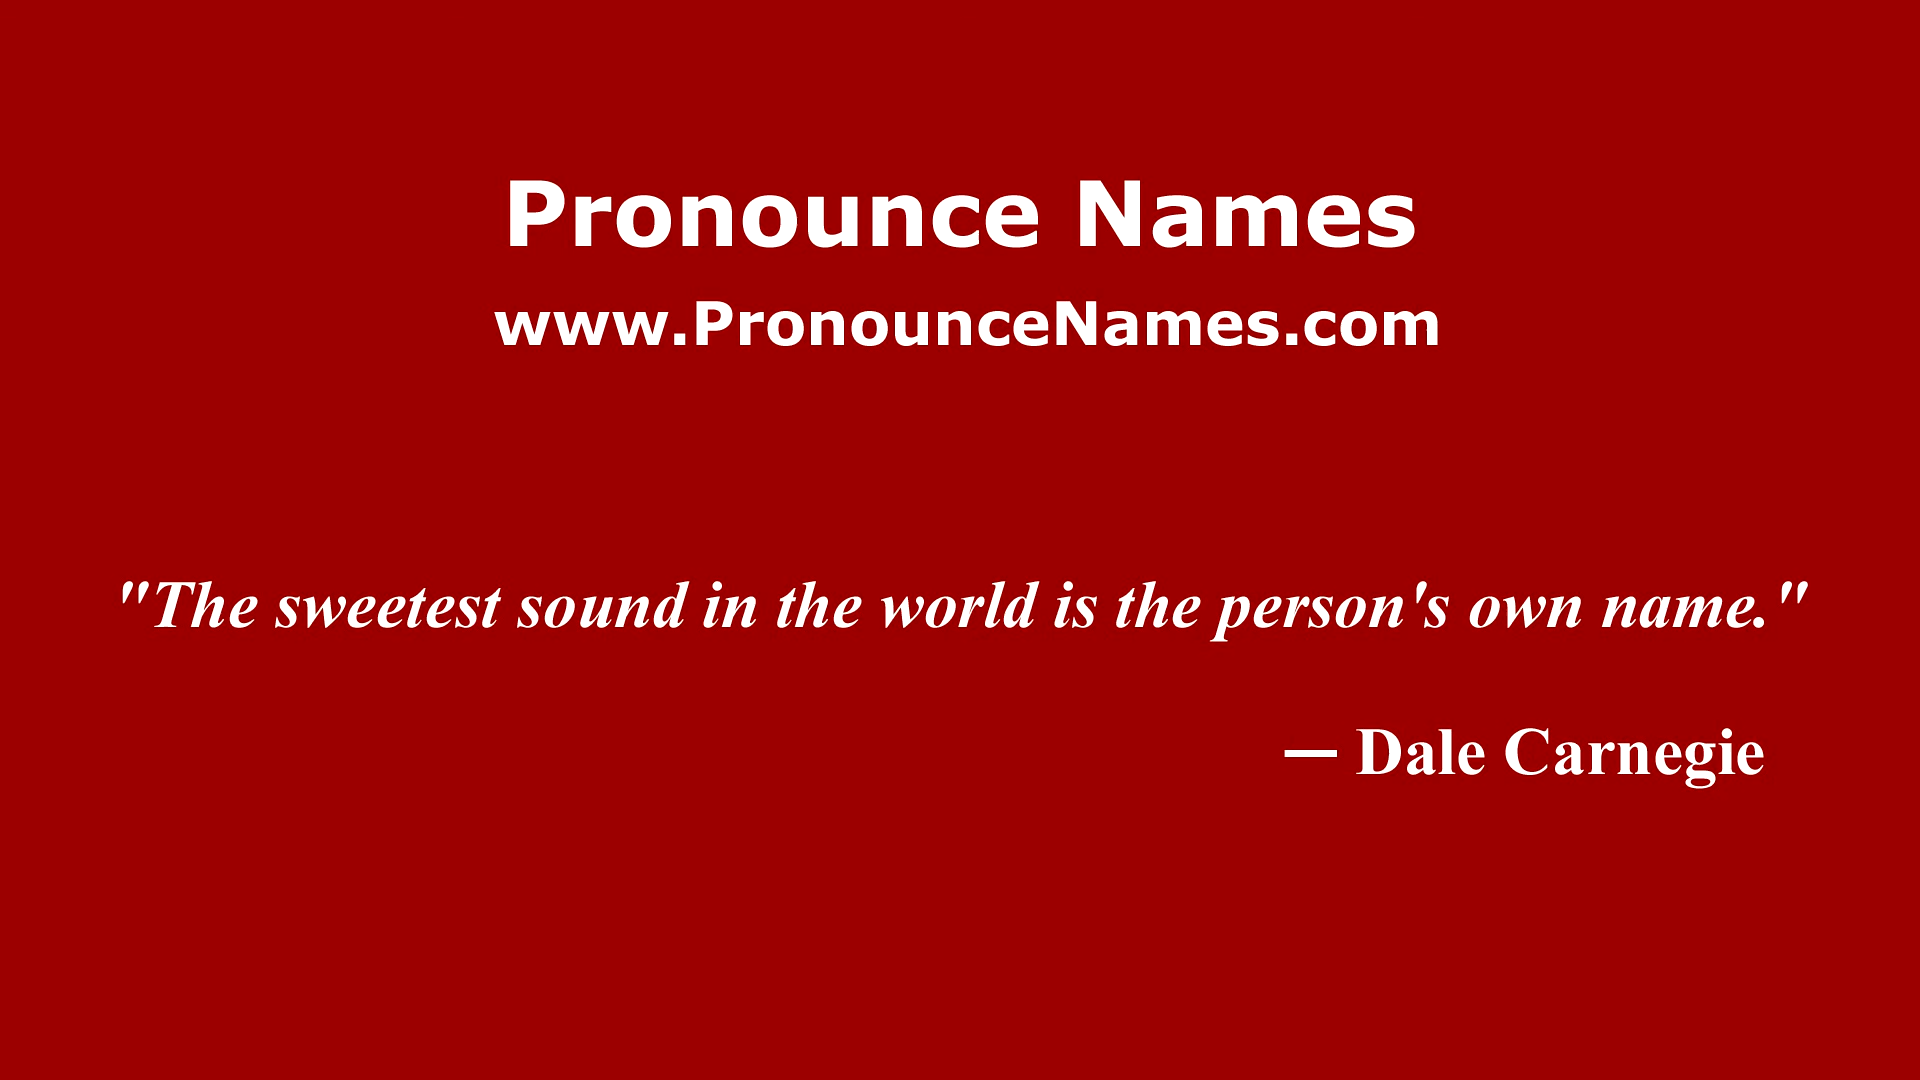 Pronounce Names
www.PronounceNames.com
"The sweetest sound in the world is the person's own name."
— Dale Carnegie